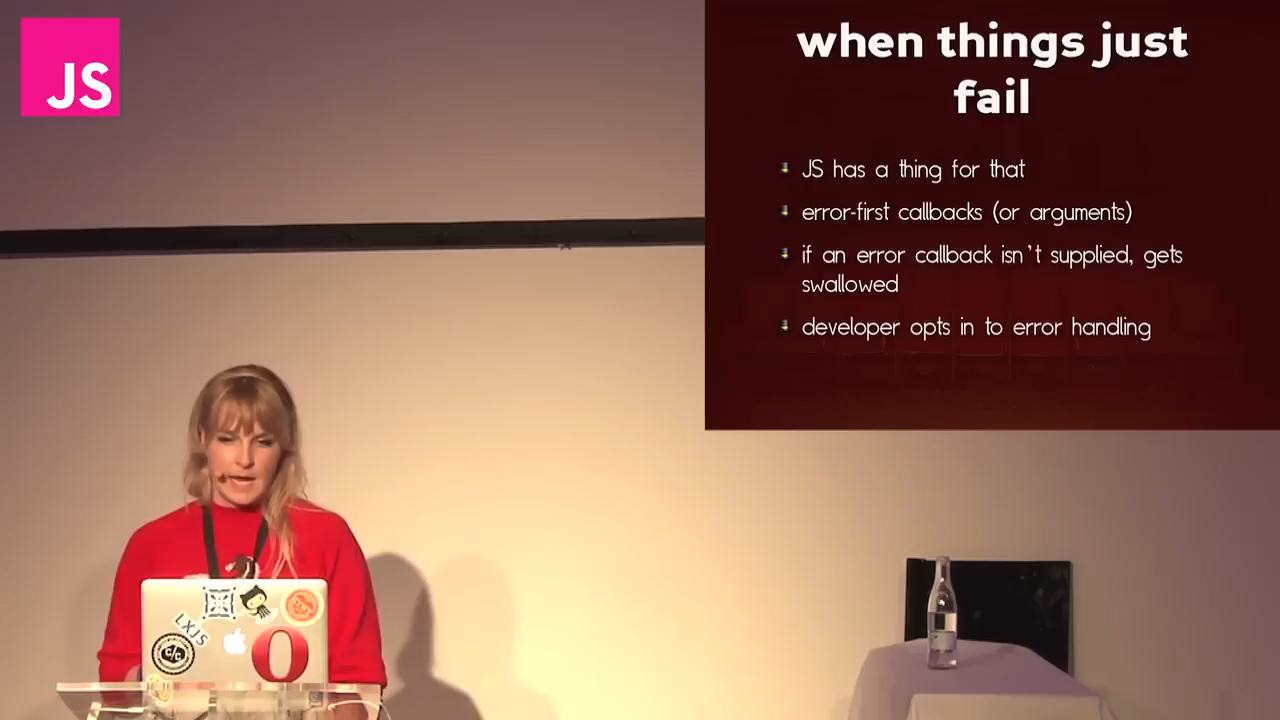 JS
when things just
fail
JS has a thing for that
error-first callbacks (or arguments)
if an error callback isn't supplied, gets
swallowed
developer opts in to error handling
LXJS
c/c